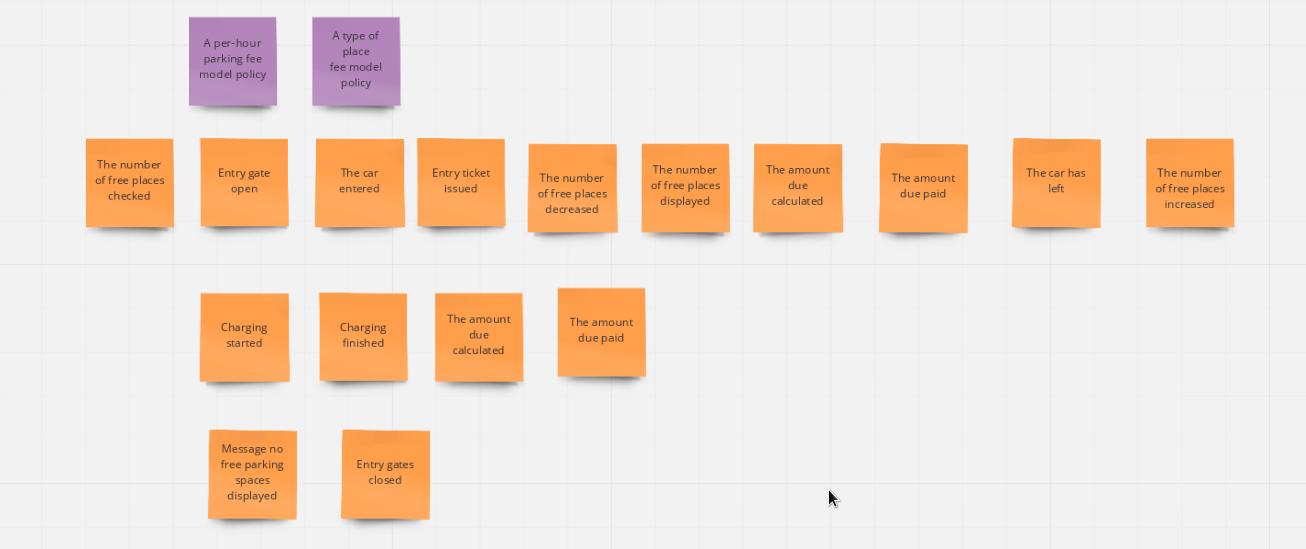 A per-hour
parking fee
model policy
A type of
place
fee model
policy
The number
of free places
checked
Entry gate
open
The car
entered
Entry ticket
issued
The number
of free places
decreased
The number
of free places
displayed
The amount
due
calculated
The amount
due paid
The car has
left
The number
of free places
increased
Charging
started
Charging
finished
The amount
due
calculated
The amount
due paid
Message no
free parking
spaces
displayed
Entry gates
closed